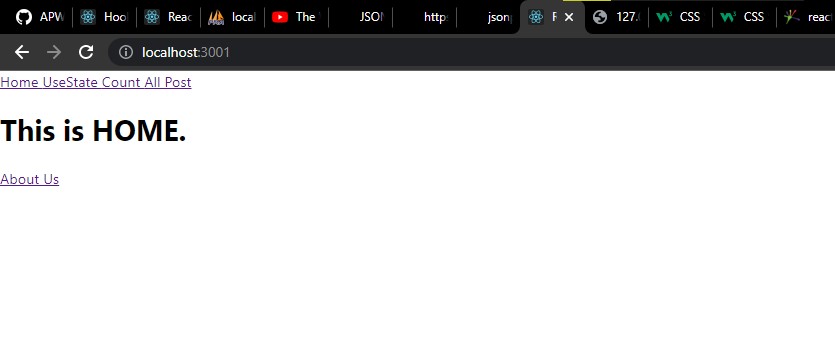 APW Hool Reac local The JSON http: json F 127. CSS CSS reac
localhost:3001
Home UseState Count All Post
This is HOME.
About Us